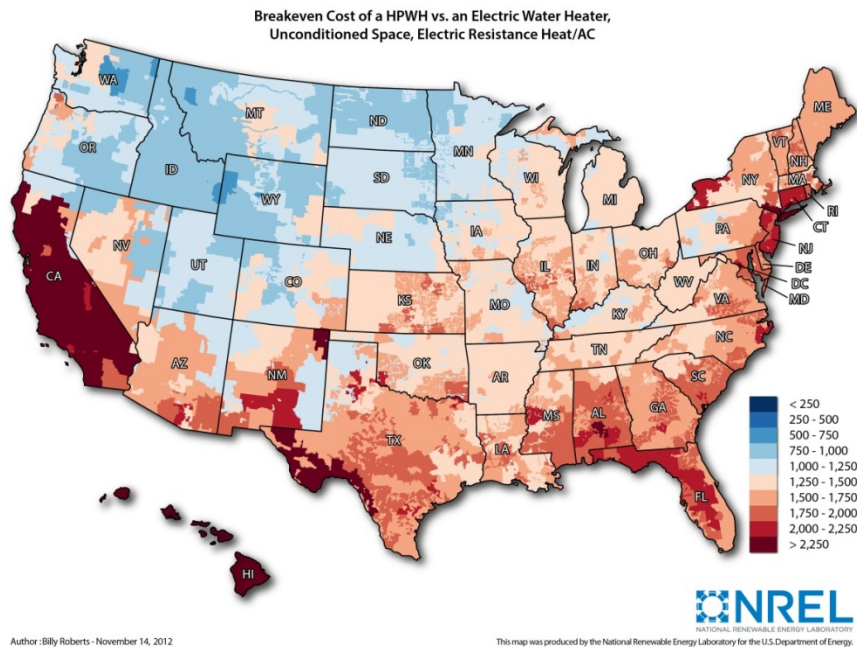 Breakeven Cost of a HPWH vs. an Electric Water Heater,
Unconditioned Space, Electric Resistance Heat/AC
WA
MT
ND
MN
ME
VT
NH
OR
ID
SD
WI
NY
MA
WY
MI
RI
CT
NV
NE
IA
PA
NJ
CA
UT
CO
IL
IN
OH
DE
WV
DC
KS
MO
KY
VA
MD
AZ
NM
OK
TN
NC
AR
SC
MS
AL
GA
TX
LA
FL
HI
< 250
250 - 500
500 - 750
750 - 1,000
1,000 - 1,250
1,250 - 1,500
1,500 - 1,750
1,750 - 2,000
2,000 - 2,250
> 2,250
NREL
NATIONAL RENEWABLE ENERGY LABORATORY
Author : Billy Roberts - November 14, 2012
This map was produced by the National Renewable Energy Laboratory for the U.S. Department of Energy.